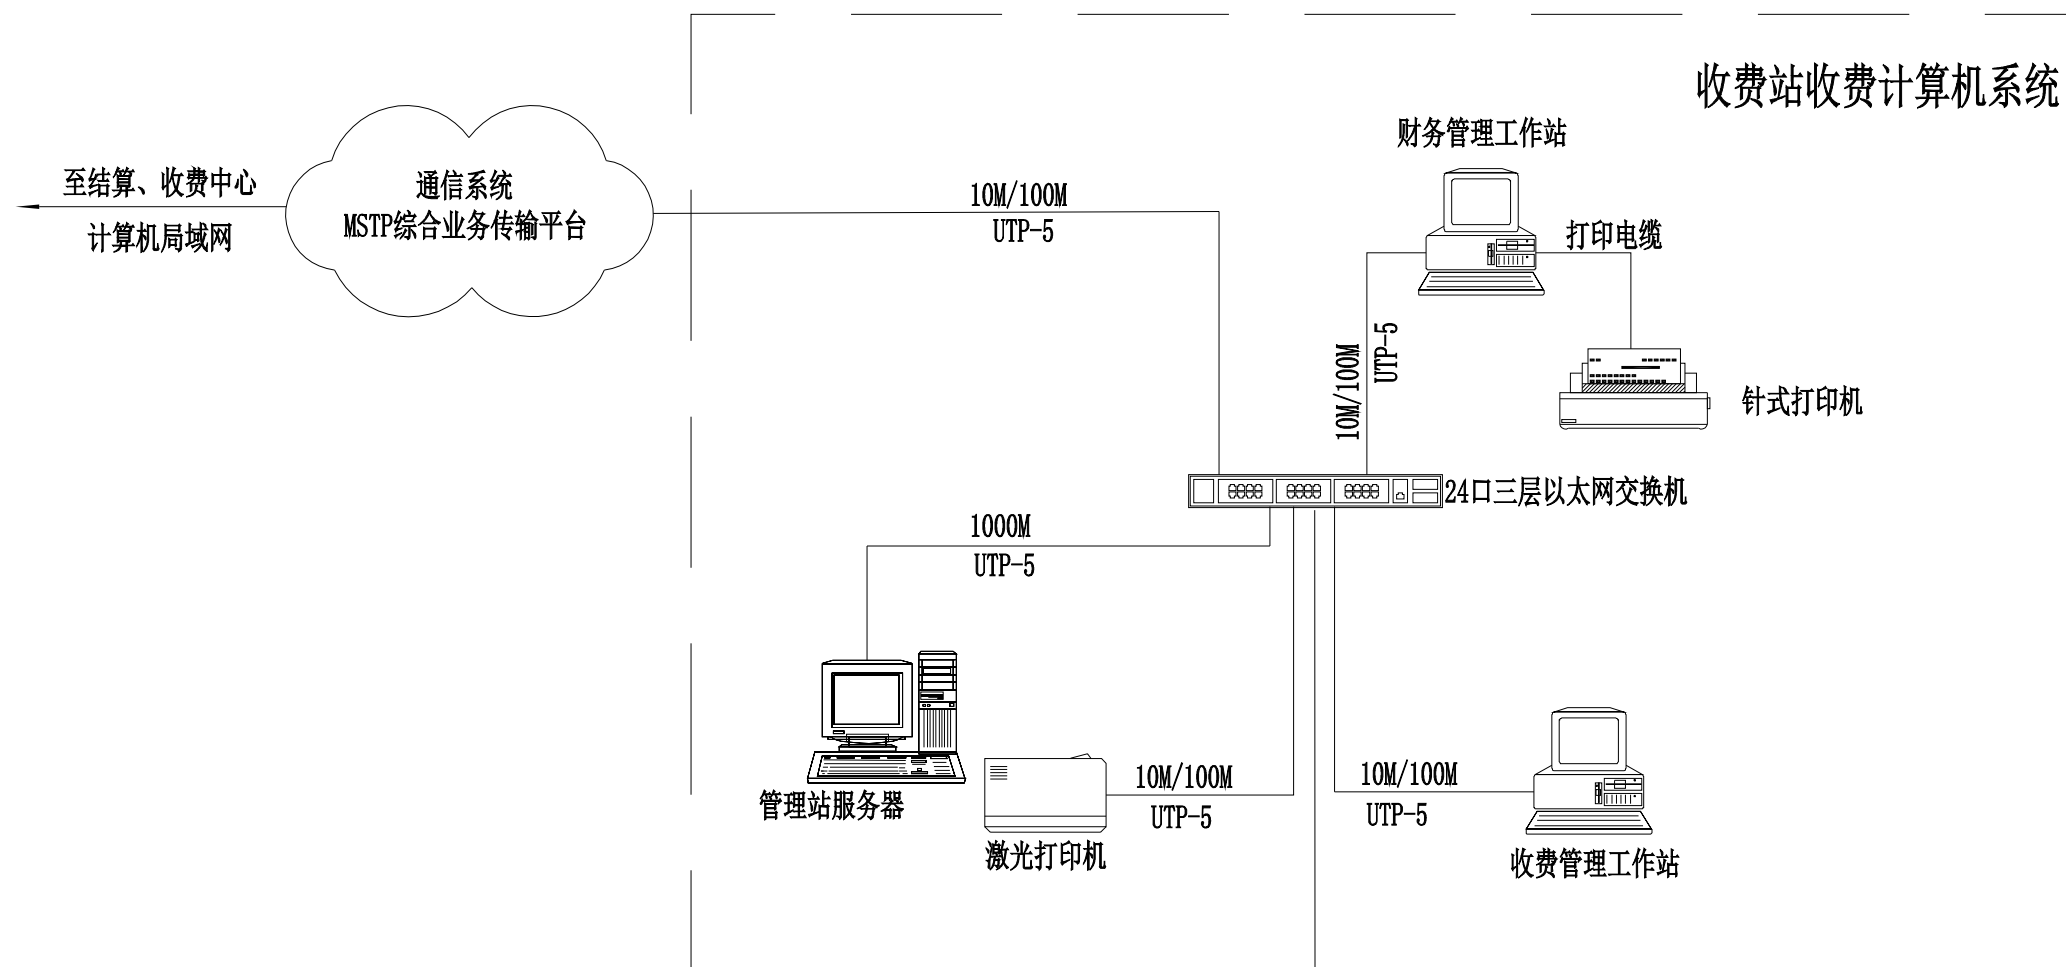 收费站收费计算机系统
财务管理工作站
至结算、收费中心
计算机局域网
通信系统
MSTP综合业务传输平台
10M/100M
UTP-5
打印电缆
10M/100M
UTP-5
针式打印机
24口三层以太网交换机
1000M
UTP-5
管理站服务器
10M/100M
UTP-5
激光打印机
10M/100M
UTP-5
收费管理工作站